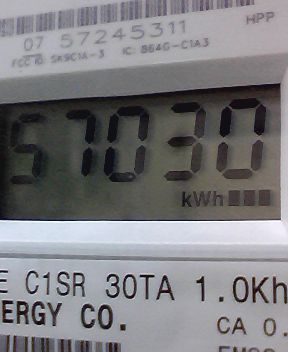 07 57245311
HPP
FCC ID: SK9C1A-3 IC: 864G-C1A3
57030
kWh
E C1SR 30TA 1.0Kh
ERGY CO.
CA 0.